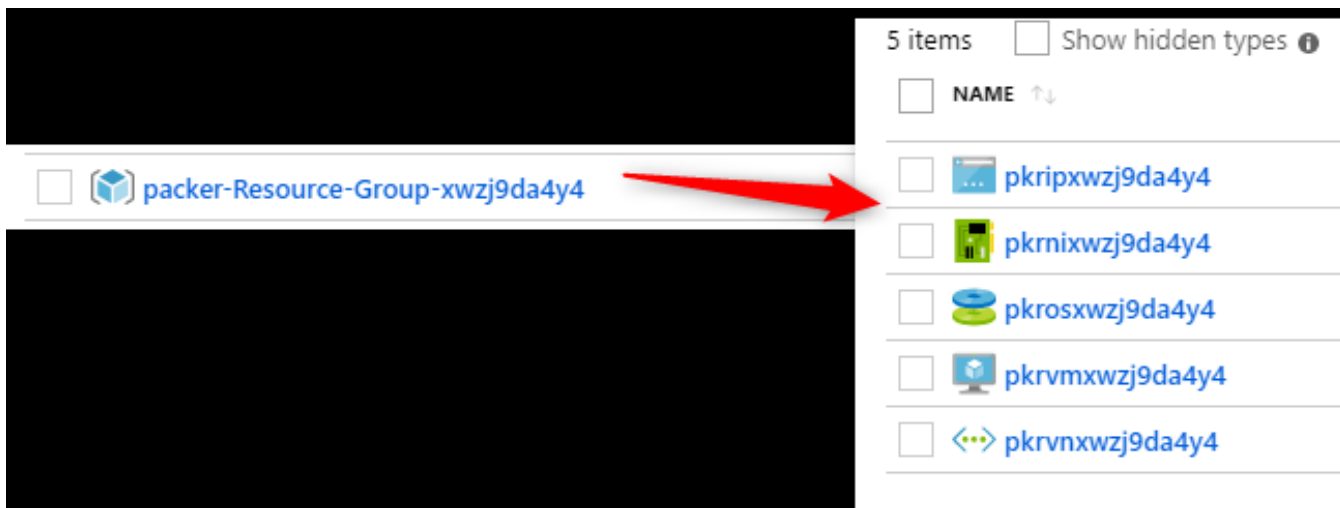 5 items Show hidden types
NAME
packer-Resource-Group-xwzj9da4y4
pkripxwzj9da4y4
pkrnixwzj9da4y4
pkrosxwzj9da4y4
pkrvmxwzj9da4y4
pkrvnxwzj9da4y4